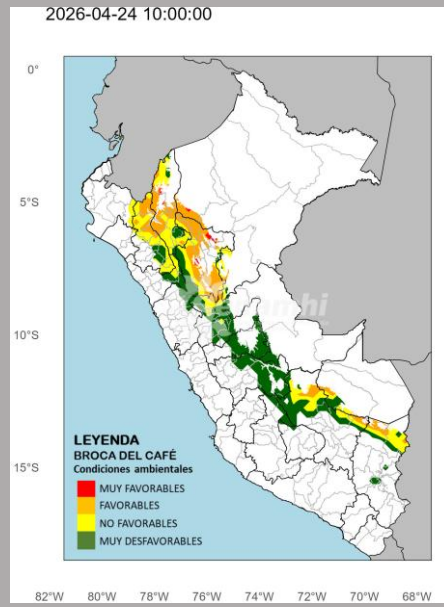 2026-04-24 10:00:00
0°
5°S
10°S
15°S
senamhi
LEYENDA
BROCA DEL CAFÉ
Condiciones ambientales
MUY FAVORABLES
FAVORABLES
NO FAVORABLES
MUY DESFAVORABLES
82°W 80°W 78°W 76°W 74°W 72°W 70°W 68°W